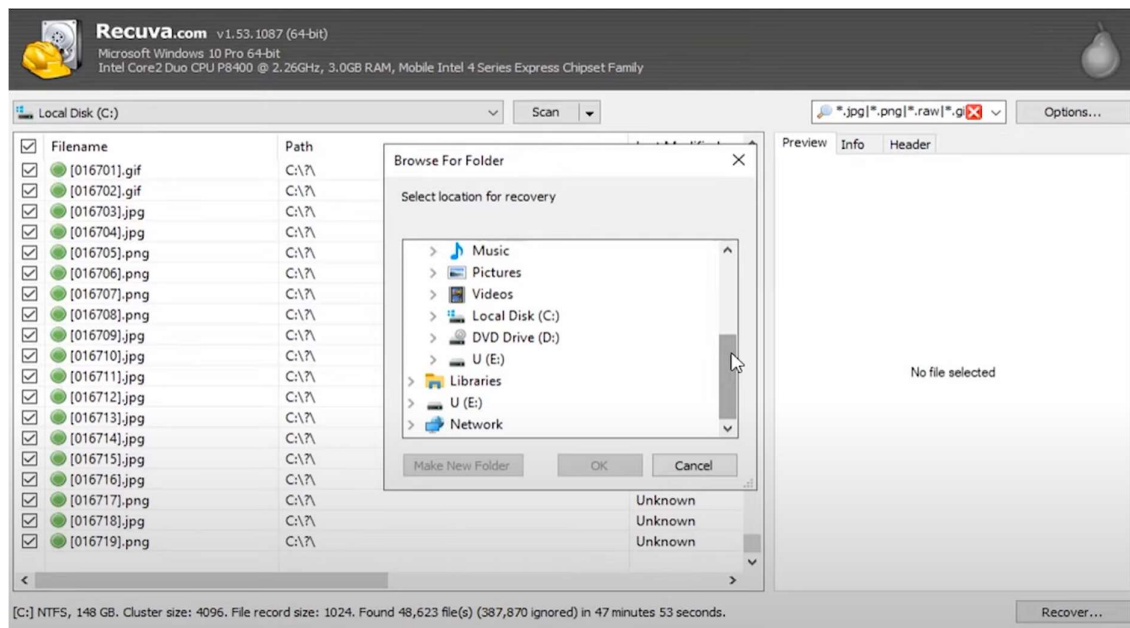 Recuva.com v1.53.1087 (64-bit)
Microsoft Windows 10 Pro 64-bit
Intel Core2 Duo CPU P8400 @ 2.26GHz, 3.0GB RAM, Mobile Intel 4 Series Express Chipset Family
Local Disk (C:)
Scan
*.jpg|*.png|*.raw|*.gi
Options...
Filename
Path
Preview
Info
Header
[016701].gif C:\?\
[016702].gif C:\?\
[016703].jpg C:\?\
[016704].jpg C:\?\
[016705].png C:\?\
[016706].png C:\?\
[016707].png C:\?\
[016708].png C:\?\
[016709].jpg C:\?\
[016710].jpg C:\?\
[016711].jpg C:\?\
[016712].jpg C:\?\
[016713].jpg C:\?\
[016714].jpg C:\?\
[016715].jpg C:\?\
[016716].jpg C:\?\
[016717].png C:\?\ Unknown
[016718].jpg C:\?\ Unknown
[016719].png C:\?\ Unknown
Browse For Folder
Select location for recovery
Music
Pictures
Videos
Local Disk (C:)
DVD Drive (D:)
U (E:)
Libraries
U (E:)
Network
Make New Folder
OK
Cancel
No file selected
[C:] NTFS, 148 GB. Cluster size: 4096. File record size: 1024. Found 48,623 file(s) (387,870 ignored) in 47 minutes 53 seconds.
Recover...